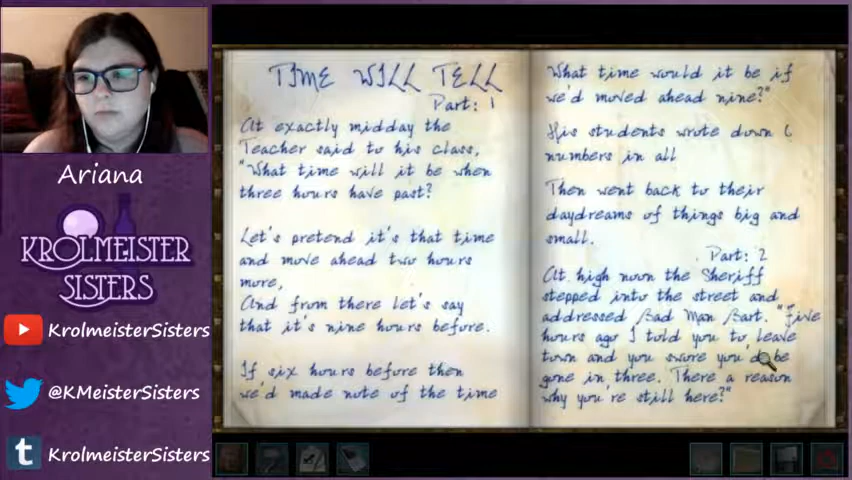 Ariana
KROLMEISTER
SISTERS
KrolmeisterSisters
@KMeisterSisters
KrolmeisterSisters
TIME WILL TELL
Part: 1
At exactly midday the
Teacher said to his class,
"What time will it be when
three hours have past?
Let's pretend it's that time
and move ahead two hours
more,
And from there let's say
that it's nine hours before.
If six hours before then
we'd made note of the time
What time would it be if
we'd moved ahead nine?"
His students wrote down 6
numbers in all
Then went back to their
daydreams of things big and
small.
Part: 2
At high noon the Sheriff
stepped into the street and
addressed Bad Man Bart. "Five
hours ago I told you to leave
town and you swore you'd be
gone in three. There a reason
why you're still here?"